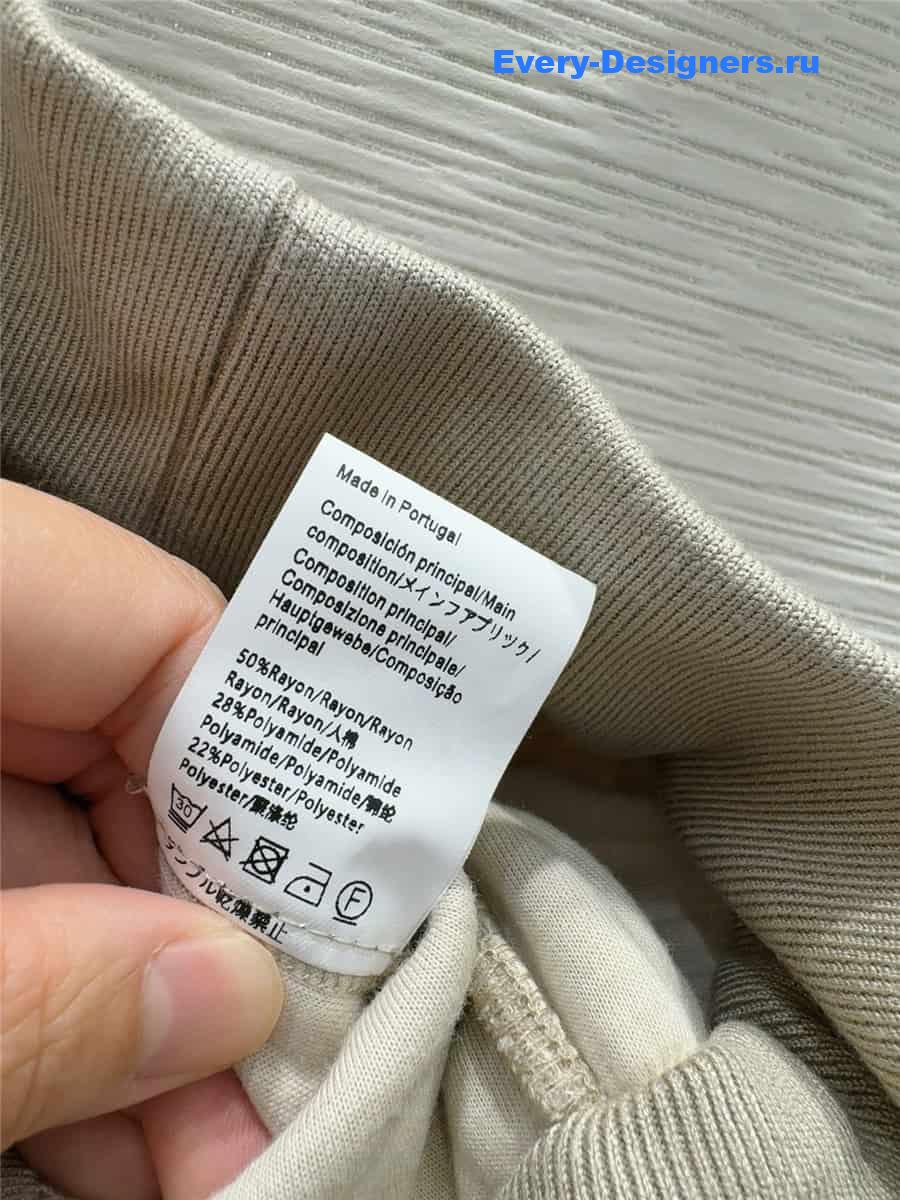 Every-Designers.ru
Made in Portugal
Composición principal/Main
composition/メインファブリック/
Composition principal/
Composizione principale/
Hauptgewebe/Composição
principal
50%Rayon/Rayon/Rayon
Rayon/Rayon/人棉
28%Polyamide/Polyamide
Polyamide/Polyamide/锦纶
22%Polyester/Polyester
Polyester/聚酯纶
30
F
タンブル乾燥禁止